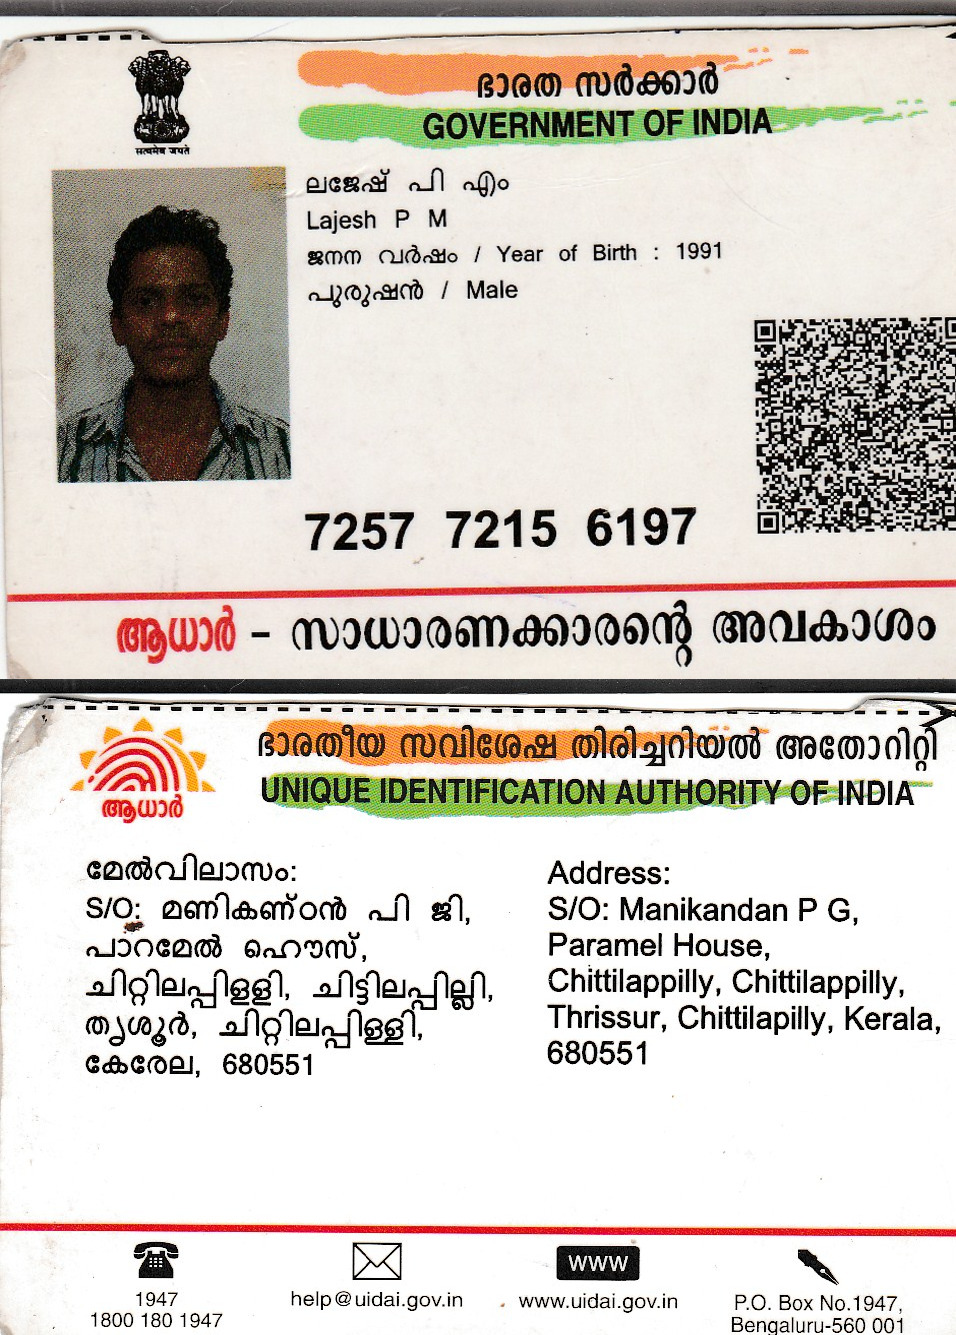 ഭാരത സർക്കാർ
GOVERNMENT OF INDIA
सत्यमेव जयते
ലജേഷ് പി എം
Lajesh P M
ജനന വർഷം / Year of Birth : 1991
പുരുഷൻ / Male
7257 7215 6197
ആധാർ - സാധാരണക്കാരന്റെ അവകാശം
ഭാരതീയ സവിശേഷ തിരിച്ചറിയൽ അതോറിറ്റി
UNIQUE IDENTIFICATION AUTHORITY OF INDIA
ആധാർ
മേൽവിലാസം:
S/O: മണികണ്ഠൻ പി ജി,
പാറമേൽ ഹൌസ്,
ചിറ്റിലപ്പിളളി, ചിട്ടിലപ്പില്ലി,
തൃശൂർ, ചിറ്റിലപ്പിള്ളി,
കേരേല, 680551
Address:
S/O: Manikandan P G,
Paramel House,
Chittilappilly, Chittilappilly,
Thrissur, Chittilapilly, Kerala,
680551
1947
1800 180 1947
help@uidai.gov.in
www
www.uidai.gov.in
P.O. Box No.1947,
Bengaluru-560 001